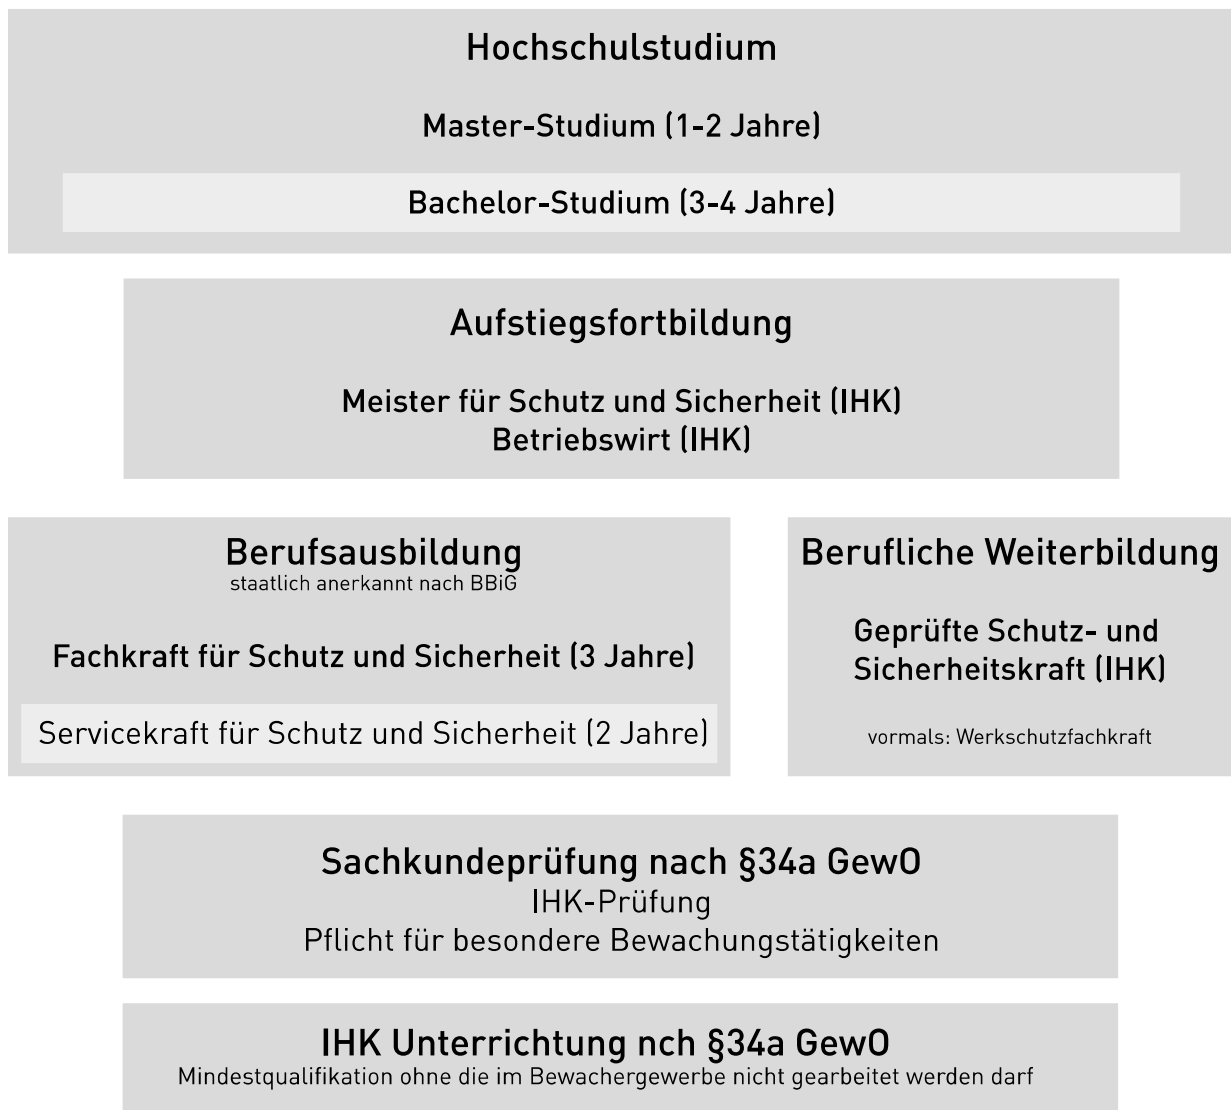 Hochschulstudium
Master-Studium (1-2 Jahre)
Bachelor-Studium (3-4 Jahre)
Aufstiegsfortbildung
Meister für Schutz und Sicherheit (IHK)
Betriebswirt (IHK)
Berufsausbildung
staatlich anerkannt nach BBiG
Fachkraft für Schutz und Sicherheit (3 Jahre)
Servicekraft für Schutz und Sicherheit (2 Jahre)
Berufliche Weiterbildung
Geprüfte Schutz- und
Sicherheitskraft (IHK)
vormals: Werkschutzfachkraft
Sachkundeprüfung nach §34a GewO
IHK-Prüfung
Pflicht für besondere Bewachungstätigkeiten
IHK Unterrichtung nch §34a GewO
Mindestqualifikation ohne die im Bewachergewerbe nicht gearbeitet werden darf